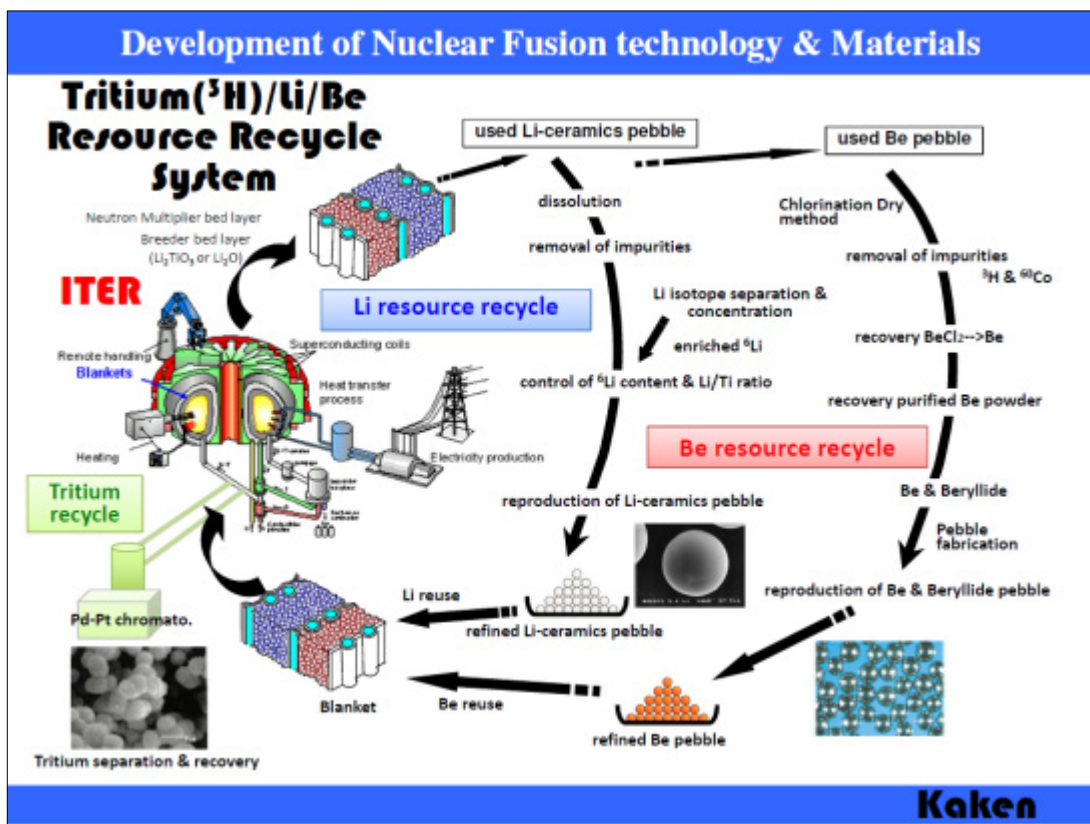 Development of Nuclear Fusion technology & Materials
Tritium(³H)/Li/Be
Resource Recycle
System
Neutron Multiplier bed layer
Breeder bed layer
(Li₂TiO₃ or Li₂O)
ITER
Remote handling
Blankets
Superconducting coils
Heat transfer
process
Electricity production
Heating
Tritium
recycle
Pd-Pt chromato.
Tritium separation & recovery
used Li-ceramics pebble
dissolution
removal of impurities
Li resource recycle
Li isotope separation &
concentration
enriched ⁶Li
control of ⁶Li content & Li/Ti ratio
reproduction of Li-ceramics pebble
refined Li-ceramics pebble
Li reuse
Blanket
Be reuse
used Be pebble
Chlorination Dry
method
removal of impurities
³H & ⁶⁰Co
recovery BeCl₂-->Be
recovery purified Be powder
Be resource recycle
Be & Beryllide
Pebble
fabrication
reproduction of Be & Beryllide pebble
refined Be pebble
Kaken